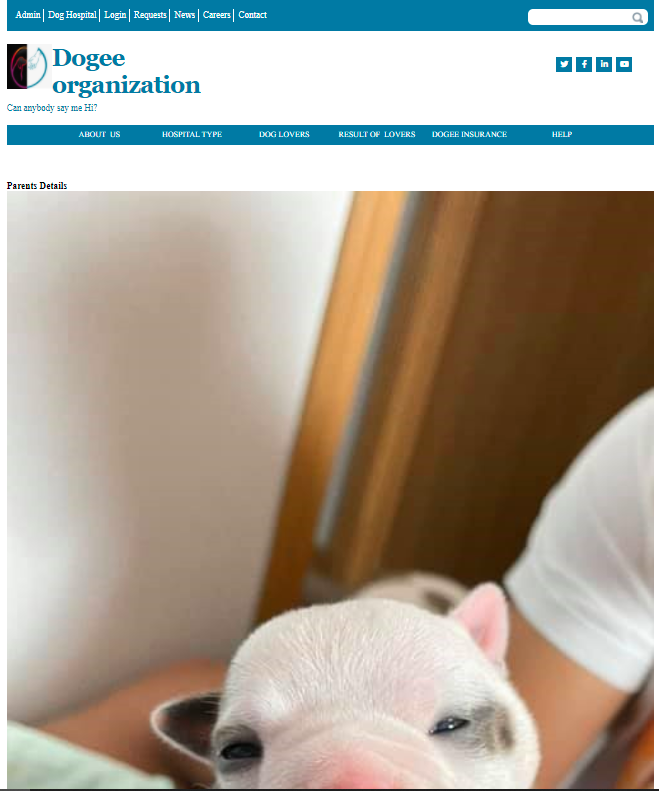 Admin Dog Hospital Login Requests News Careers Contact
Dogee
organization
Can anybody say me Hi?
ABOUT US HOSPITAL TYPE DOG LOVERS RESULT OF LOVERS DOGEE INSURANCE HELP
Parents Details